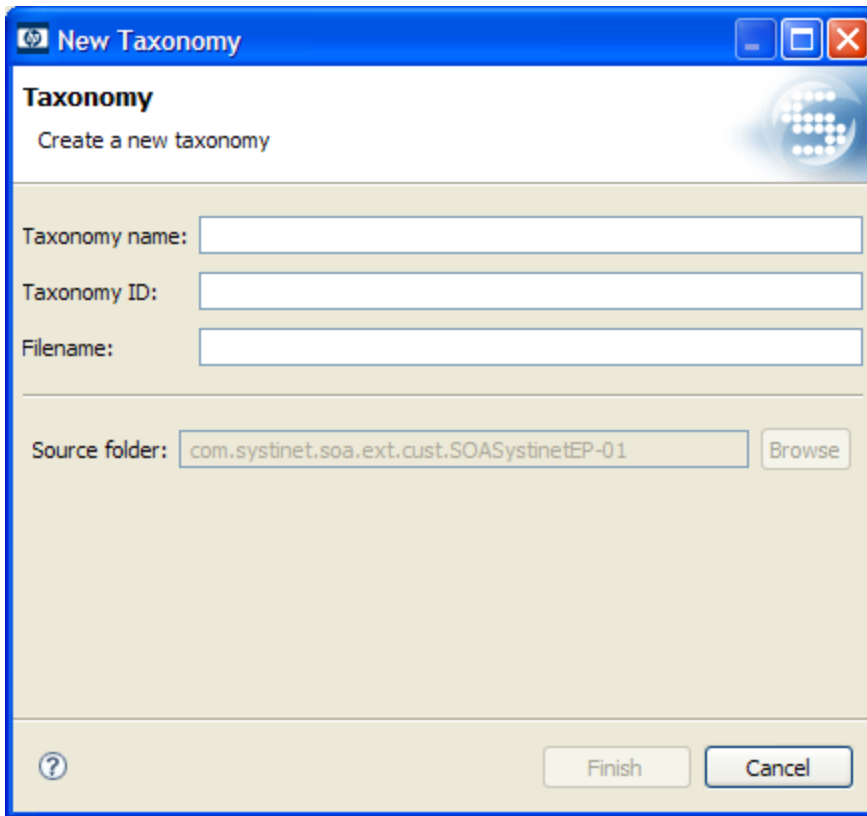 New Taxonomy
Taxonomy
Create a new taxonomy
Taxonomy name:
Taxonomy ID:
Filename:
Source folder: com.systinet.soa.ext.cust.SOASystinetEP-01 Browse
? Finish Cancel